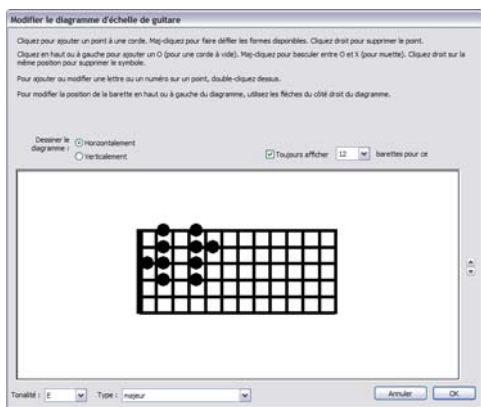 Modifier le diagramme d'échelle de guitare
Cliquez pour ajouter un point à une corde. Maj-cliquez pour faire défiler les formes disponibles. Cliquez droit pour supprimer le point.
Cliquez en haut ou à gauche pour ajouter un O (pour une corde à vide). Maj-cliquez pour basculer entre O et X (pour muette). Cliquez droit sur la
même position pour supprimer le symbole.
Pour ajouter ou modifier une lettre ou un numéro sur un point, double-cliquez dessus.
Pour modifier la position de la barette en haut ou à gauche du diagramme, utilisez les flèches du côté droit du diagramme.
Dessiner le
diagramme :
Horizontalement
Verticalement
Toujours afficher 12 barettes pour ce
Tonalité : E Type : majeur Annuler OK